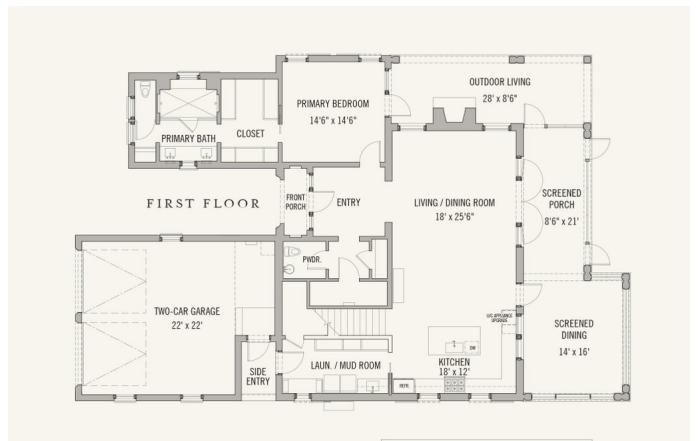 OUTDOOR LIVING
28' x 8'6"
PRIMARY BEDROOM
14'6" x 14'6"
PRIMARY BATH
CLOSET
FIRST FLOOR
FRONT
PORCH
ENTRY
LIVING / DINING ROOM
18' x 25'6"
SCREENED
PORCH
8'6" x 21'
PWDR.
TWO-CAR GARAGE
22' x 22'
U/C APPLIANCE
UPGRADE
SCREENED
DINING
14' x 16'
DW
KITCHEN
18' x 12'
LAUN. / MUD ROOM
SIDE
ENTRY
REFR.